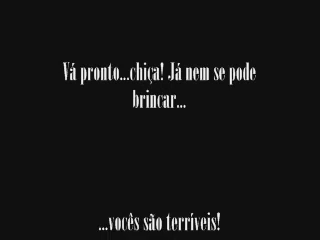 Vá pronto...chiça! Já nem se pode
brincar...
...vocês são terríveis!